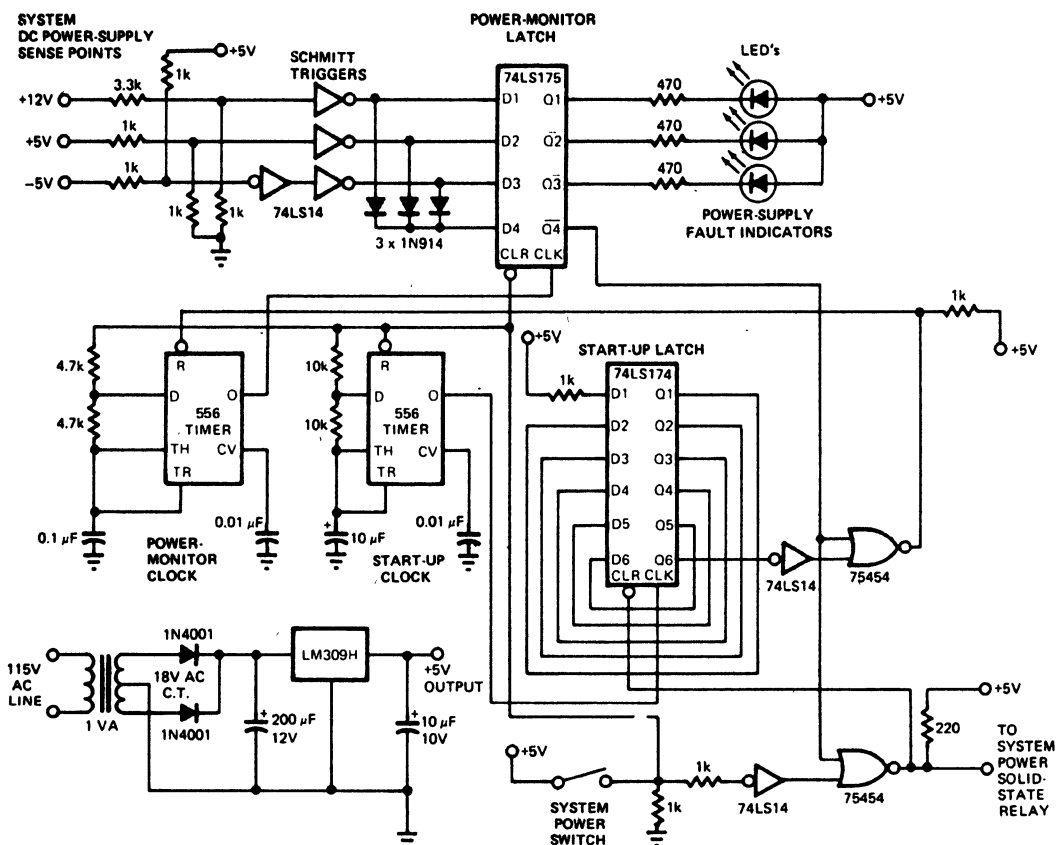 SYSTEM
DC POWER-SUPPLY
SENSE POINTS
+5V
1k
+12V
3.3k
+5V
1k
−5V
1k
1k
1k
SCHMITT
TRIGGERS
74LS14
3 x 1N914
POWER-MONITOR
LATCH
74LS175
D1
Q1
D2
Q2
D3
Q3
D4
Q4
CLR
CLK
470
470
470
LED's
+5V
POWER-SUPPLY
FAULT INDICATORS
1k
+5V
4.7k
4.7k
R
D
O
556
TIMER
TH
CV
TR
0.1 µF
0.01 µF
POWER-
MONITOR
CLOCK
10k
10k
R
D
O
556
TIMER
TH
CV
TR
10 µF
+
0.01 µF
START-UP
CLOCK
+5V
1k
START-UP LATCH
74LS174
D1
Q1
D2
Q2
D3
Q3
D4
Q4
D5
Q5
D6
Q6
CLR
CLK
74LS14
75454
115V
AC
LINE
1 VA
1N4001
18V AC
C.T.
1N4001
+
200 µF
12V
LM309H
+5V
OUTPUT
+
10 µF
10V
+5V
SYSTEM
POWER
SWITCH
1k
1k
74LS14
75454
+5V
220
TO
SYSTEM
POWER
SOLID-
STATE
RELAY